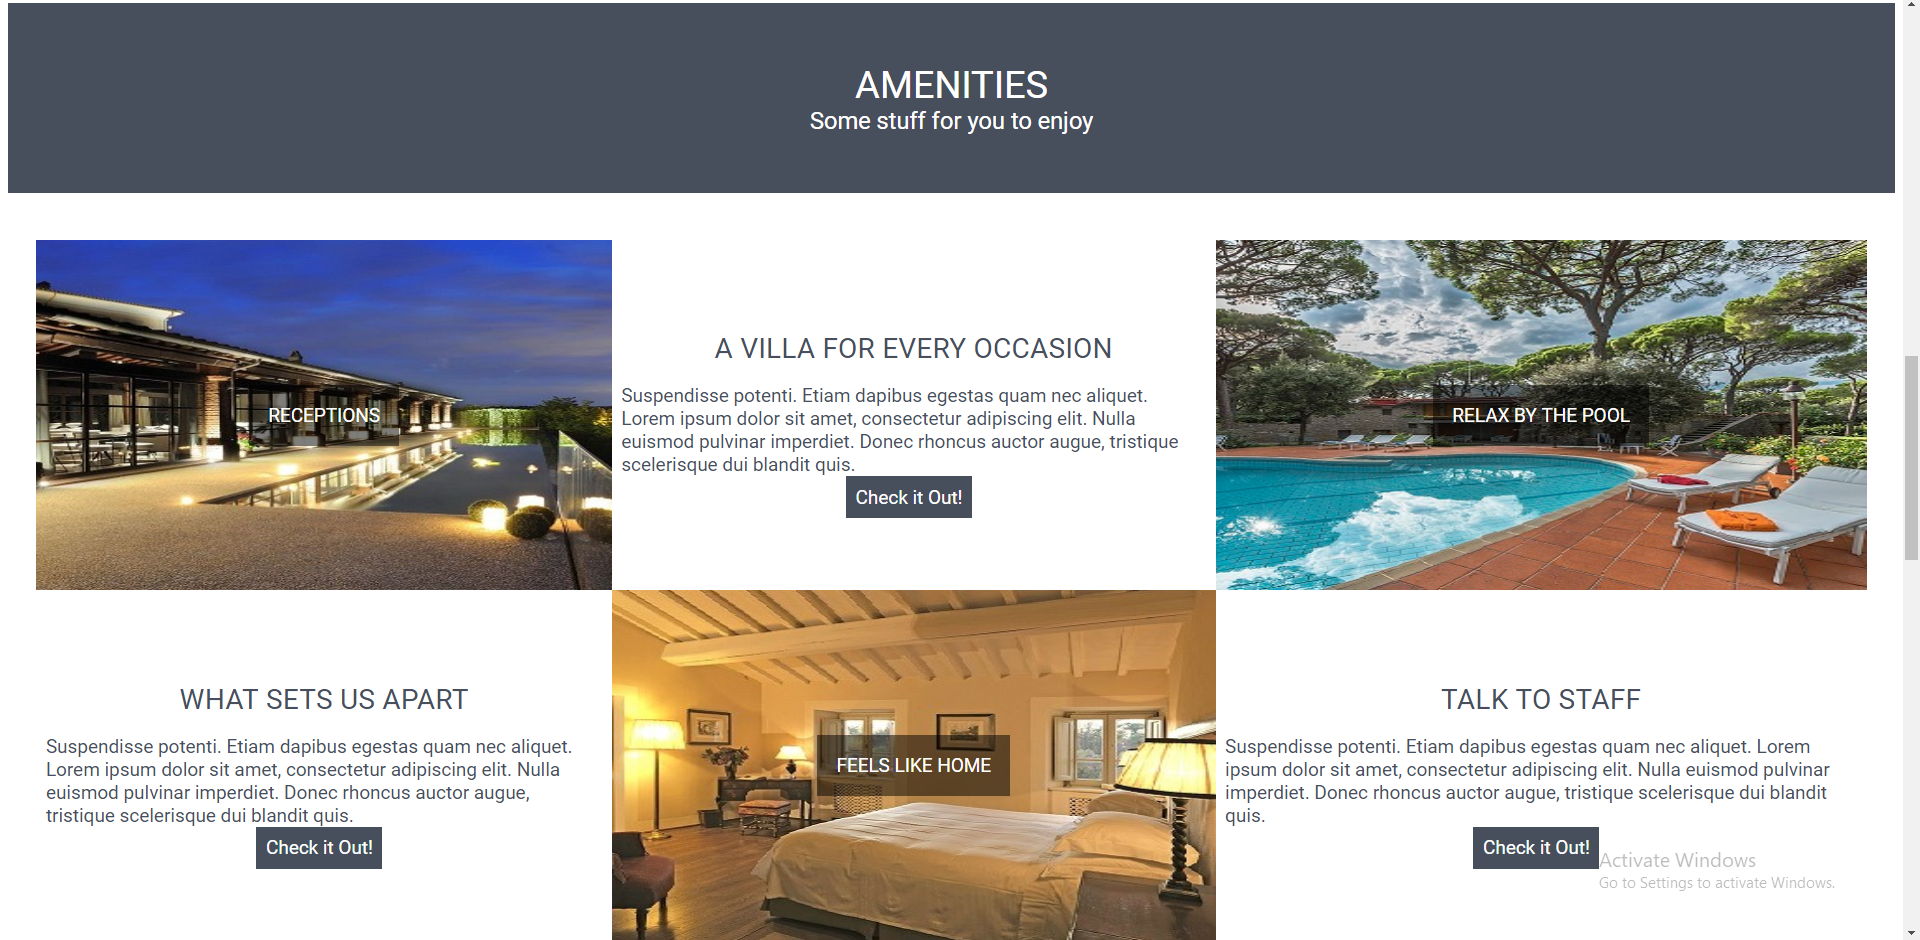 AMENITIES
Some stuff for you to enjoy
RECEPTIONS
A VILLA FOR EVERY OCCASION
Suspendisse potenti. Etiam dapibus egestas quam nec aliquet.
Lorem ipsum dolor sit amet, consectetur adipiscing elit. Nulla
euismod pulvinar imperdiet. Donec rhoncus auctor augue, tristique
scelerisque dui blandit quis.
Check it Out!
RELAX BY THE POOL
WHAT SETS US APART
Suspendisse potenti. Etiam dapibus egestas quam nec aliquet.
Lorem ipsum dolor sit amet, consectetur adipiscing elit. Nulla
euismod pulvinar imperdiet. Donec rhoncus auctor augue,
tristique scelerisque dui blandit quis.
Check it Out!
FEELS LIKE HOME
TALK TO STAFF
Suspendisse potenti. Etiam dapibus egestas quam nec aliquet. Lorem
ipsum dolor sit amet, consectetur adipiscing elit. Nulla euismod pulvinar
imperdiet. Donec rhoncus auctor augue, tristique scelerisque dui blandit
quis.
Check it Out!
Activate Windows
Go to Settings to activate Windows.